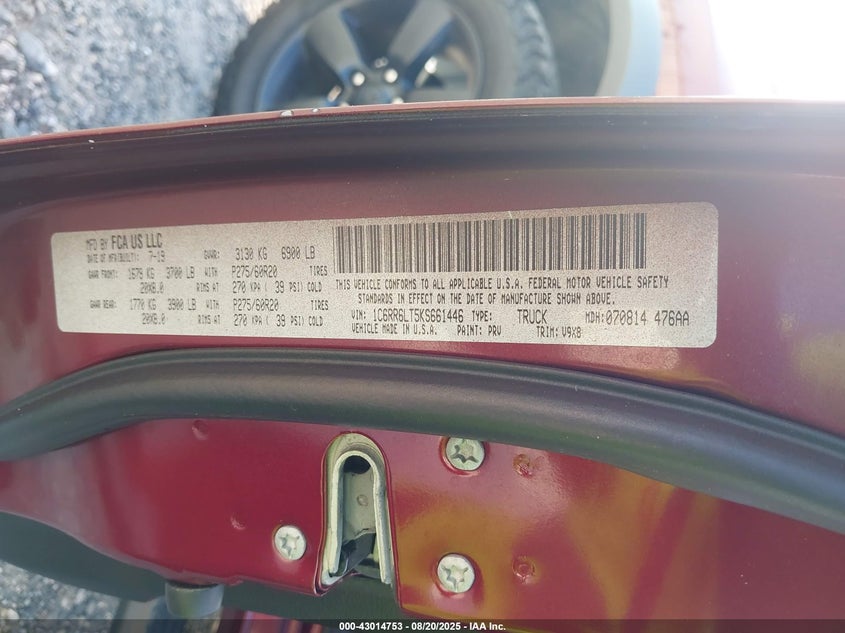 MFD BY FCA US LLC
DATE OF MFR(BUILT): 7-19 GVWR: 3130 KG 6900 LB
GAWR FRONT: 1679 KG 3700 LB WITH P275/60R20 TIRES
20X8.0 RIMS AT 270 KPA ( 39 PSI) COLD
GAWR REAR: 1770 KG 3900 LB WITH P275/60R20 TIRES
20X8.0 RIMS AT 270 KPA ( 39 PSI) COLD
THIS VEHICLE CONFORMS TO ALL APPLICABLE U.S.A. FEDERAL MOTOR VEHICLE SAFETY
STANDARDS IN EFFECT ON THE DATE OF MANUFACTURE SHOWN ABOVE.
VIN: 1C6RR6LT5KS661446 TYPE: TRUCK MDH: 070814 476AA
VEHICLE MADE IN U.S.A. PAINT: PRV TRIM: V9X8
000-43014753 - 08/20/2025 - IAA Inc.